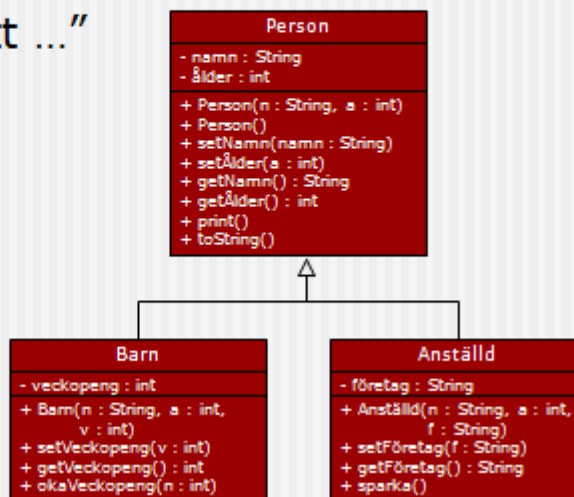 tt ...”
Person
- namn : String
- ålder : int
+ Person(n : String, a : int)
+ Person()
+ setNamn(namn : String)
+ setÅlder(a : int)
+ getNamn() : String
+ getÅlder() : int
+ print()
+ toString()
Barn
- veckopeng : int
+ Barn(n : String, a : int,
v : int)
+ setVeckopeng(v : int)
+ getVeckopeng() : int
+ okaVeckopeng(n : int)
Anställd
- företag : String
+ Anställd(n : String, a : int,
f : String)
+ setFöretag(f : String)
+ getFöretag() : String
+ sparka()